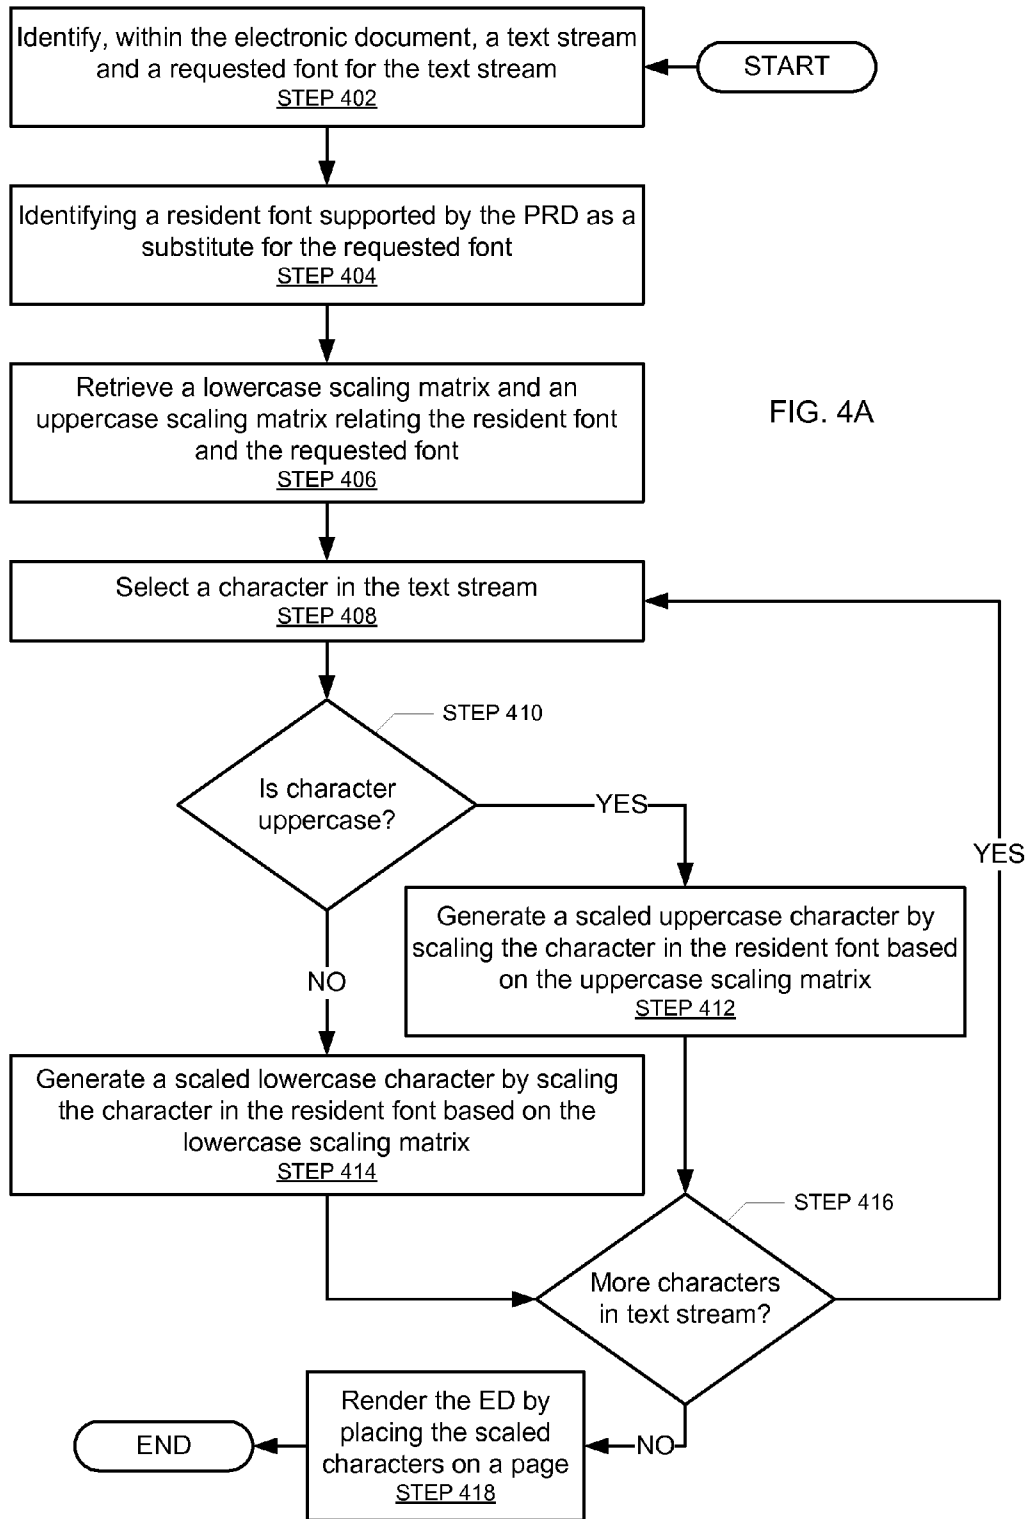 START
Identify, within the electronic document, a text stream
and a requested font for the text stream
STEP 402
Identifying a resident font supported by the PRD as a
substitute for the requested font
STEP 404
Retrieve a lowercase scaling matrix and an
uppercase scaling matrix relating the resident font
and the requested font
STEP 406
FIG. 4A
Select a character in the text stream
STEP 408
STEP 410
Is character
uppercase?
YES
YES
Generate a scaled uppercase character by
scaling the character in the resident font based
on the uppercase scaling matrix
STEP 412
NO
Generate a scaled lowercase character by scaling
the character in the resident font based on the
lowercase scaling matrix
STEP 414
STEP 416
More characters
in text stream?
NO
Render the ED by
placing the scaled
characters on a page
STEP 418
END